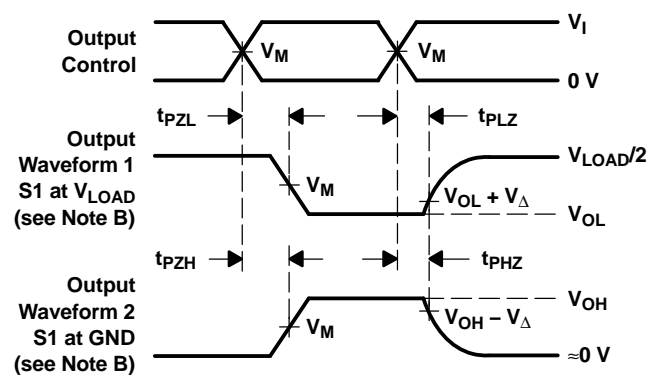 Output
Control
V_M
V_M
V_I
0 V
t_PZL
t_PLZ
Output
Waveform 1
S1 at V_LOAD
(see Note B)
V_M
V_LOAD/2
V_OL + V_Δ
V_OL
t_PZH
t_PHZ
Output
Waveform 2
S1 at GND
(see Note B)
V_M
V_OH
V_OH – V_Δ
≈0 V